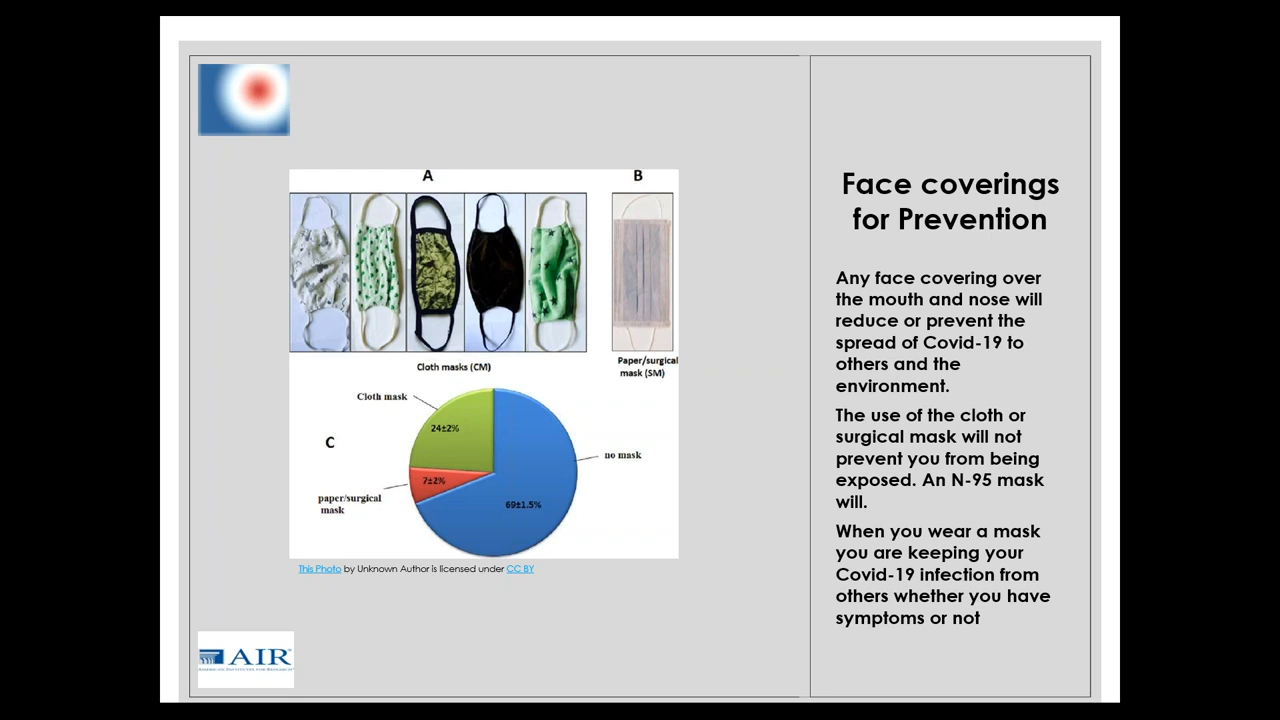 A
B
Cloth masks (CM)
Paper/surgical
mask (SM)
Cloth mask
24±2%
C
no mask
7±2%
paper/surgical
mask
69±1.5%
This Photo by Unknown Author is licensed under CC BY
AIR
AMERICAN INSTITUTES FOR RESEARCH
Face coverings
for Prevention
Any face covering over
the mouth and nose will
reduce or prevent the
spread of Covid-19 to
others and the
environment.
The use of the cloth or
surgical mask will not
prevent you from being
exposed. An N-95 mask
will.
When you wear a mask
you are keeping your
Covid-19 infection from
others whether you have
symptoms or not